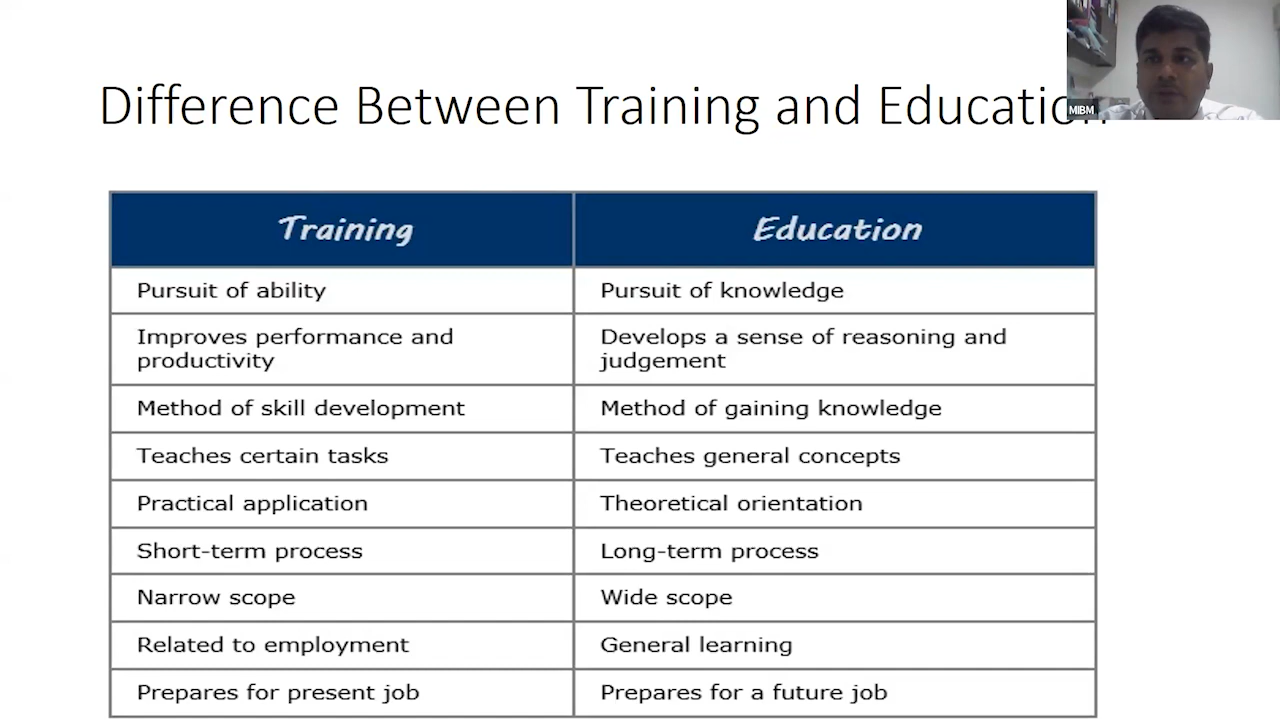 Difference Between Training and Education
MIBM
Training Education
Pursuit of ability Pursuit of knowledge
Improves performance and productivity Develops a sense of reasoning and judgement
Method of skill development Method of gaining knowledge
Teaches certain tasks Teaches general concepts
Practical application Theoretical orientation
Short-term process Long-term process
Narrow scope Wide scope
Related to employment General learning
Prepares for present job Prepares for a future job